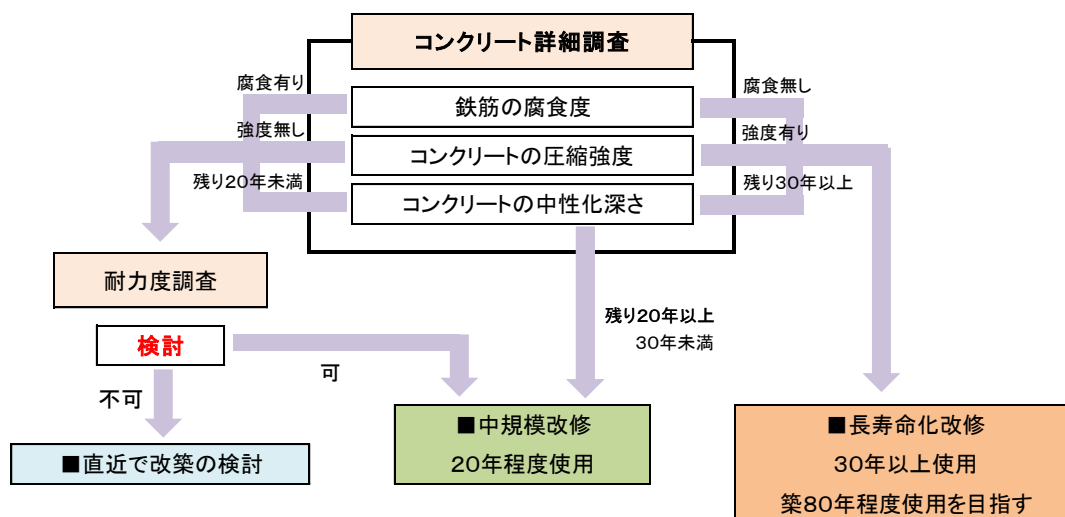 コンクリート詳細調査
腐食有り
鉄筋の腐食度
腐食無し
強度無し
コンクリートの圧縮強度
強度有り
残り20年未満
コンクリートの中性化深さ
残り30年以上
耐力度調査
残り20年以上
30年未満
検討
可
不可
■直近で改築の検討
■中規模改修
20年程度使用
■長寿命化改修
30年以上使用
築80年程度使用を目指す